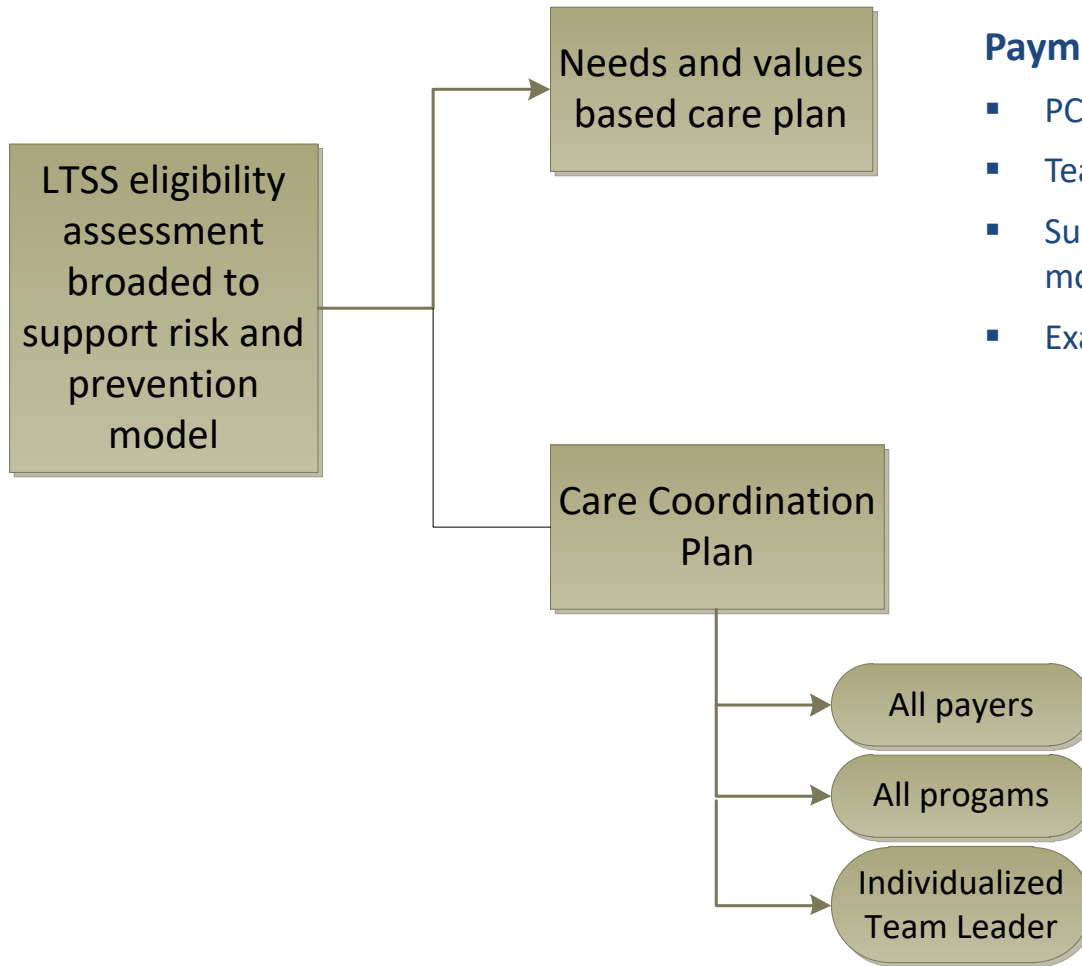 Needs and values
based care plan
LTSS eligibility
assessment
broaded to
support risk and
prevention
model
Care Coordination
Plan
All payers
All progams
Individualized
Team Leader